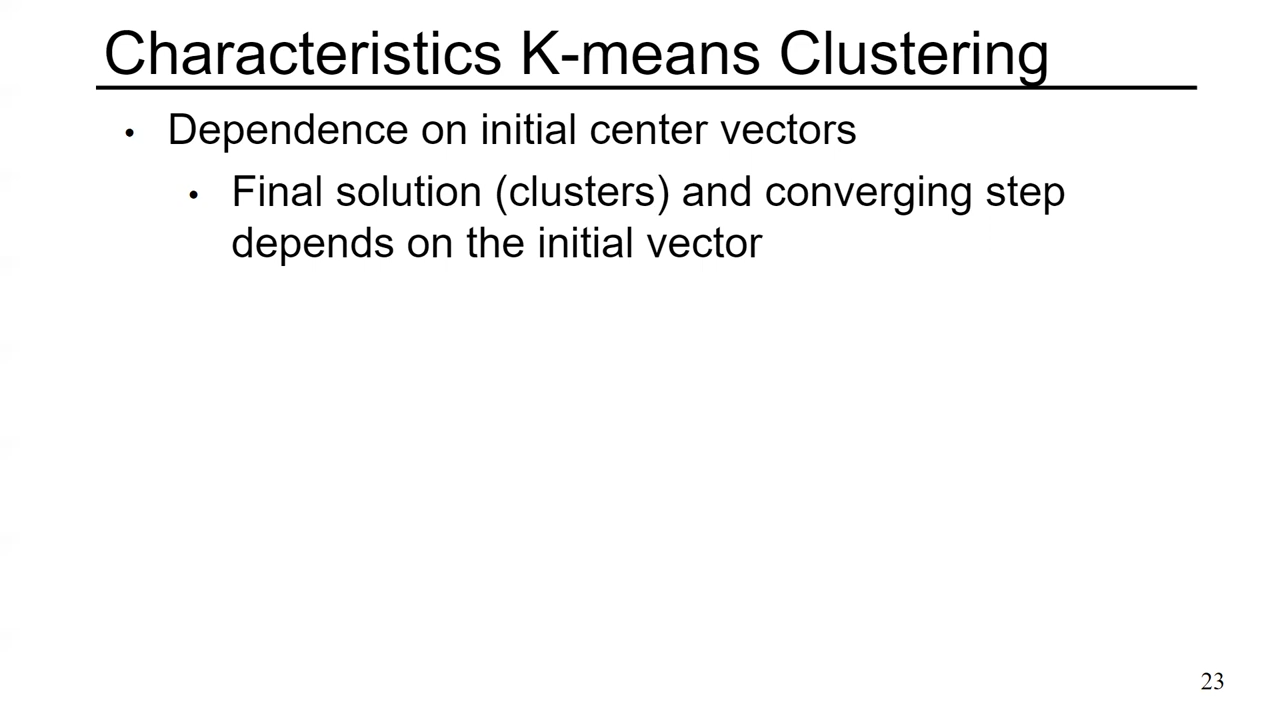 Characteristics K-means Clustering
• Dependence on initial center vectors
• Final solution (clusters) and converging step
depends on the initial vector
23